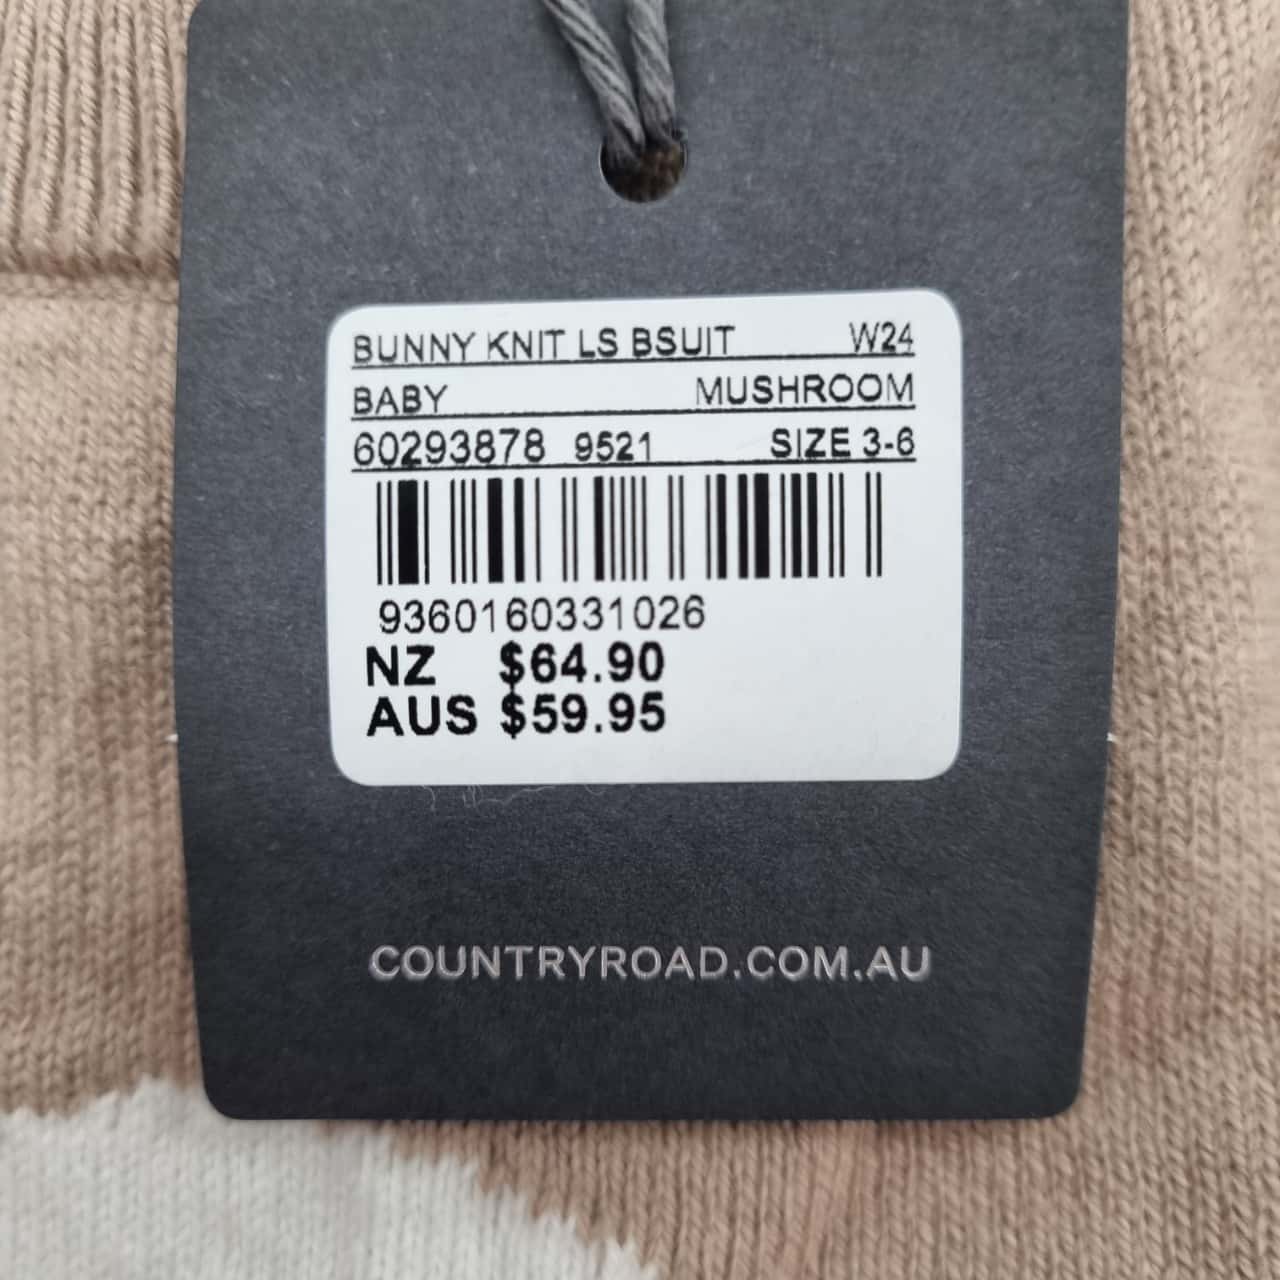 BUNNY KNIT LS BSUIT W24
BABY MUSHROOM
60293878 9521 SIZE 3-6
9360160331026
NZ $64.90
AUS $59.95
COUNTRYROAD.COM.AU